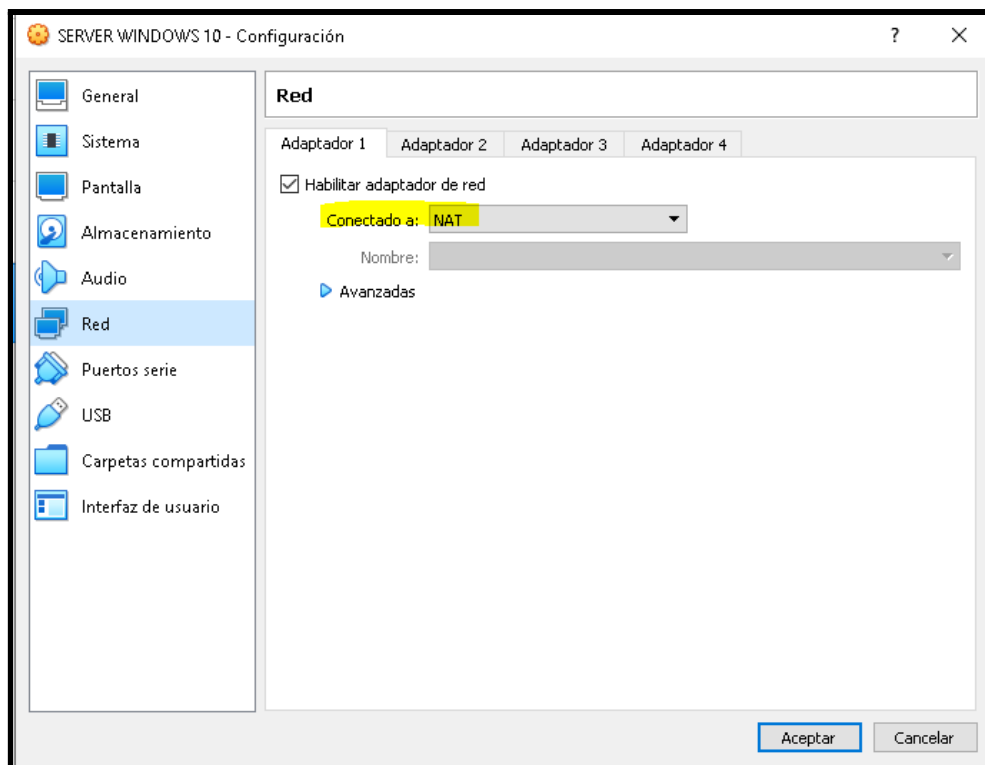 SERVER WINDOWS 10 - Configuración ?
General
Sistema
Pantalla
Almacenamiento
Audio
Red
Puertos serie
USB
Carpetas compartidas
Interfaz de usuario
Red
Adaptador 1 Adaptador 2 Adaptador 3 Adaptador 4
Habilitar adaptador de red
Conectado a: NAT
Nombre:
Avanzadas
Aceptar Cancelar